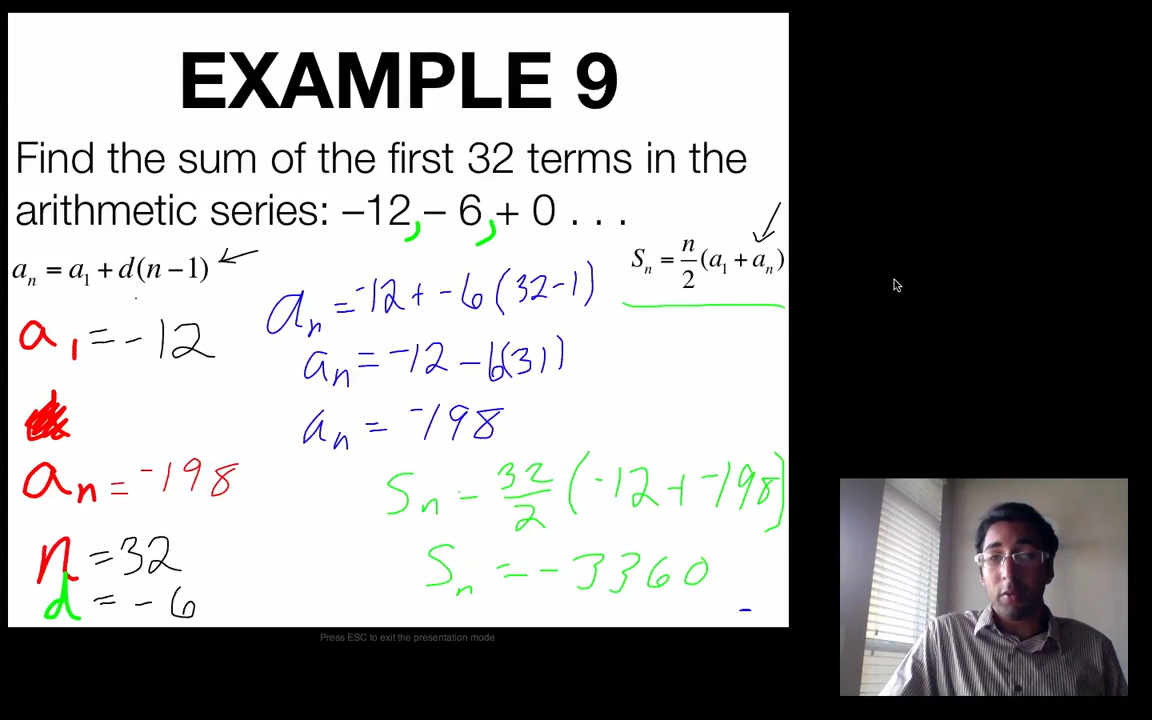 EXAMPLE 9
Find the sum of the first 32 terms in the
arithmetic series: –12, – 6, + 0 . . .
aₙ = a₁ + d(n – 1)
Sₙ = n/2 (a₁ + aₙ)
aₙ = -12 + -6(32-1)
a₁ = -12
aₙ = -12 - 6(31)
aₙ = -198
aₙ = -198
Sₙ = 32/2 (-12 + -198)
n = 32
Sₙ = -3360
d = -6
Press ESC to exit the presentation mode